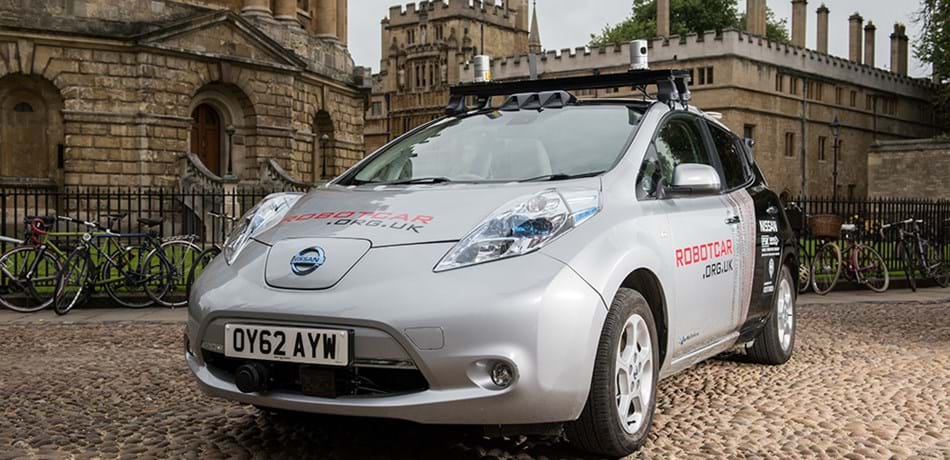 ROBOTCAR
.ORG.UK
NISSAN
OY62 AYW
ROBOTCAR
.ORG.UK
NISSAN